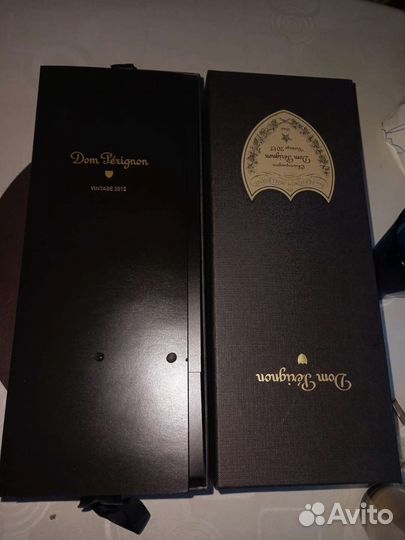 Dom Pérignon
VINTAGE 2012
Champagne
Dom Pérignon
Vintage 2012
Dom Pérignon
Avito